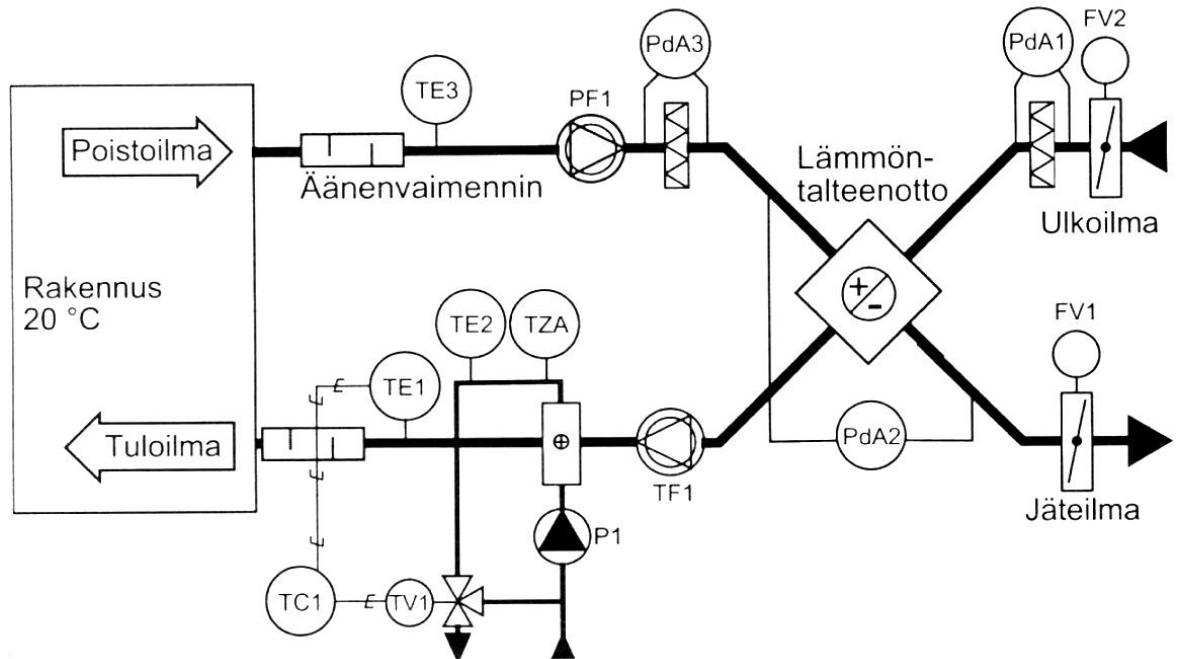 FV2
PdA3
PdA1
TE3
PF1
Poistoilma
Äänenvaimennin
Lämmön-
talteenotto
Ulkoilma
Rakennus
20 °C
TE2
TZA
FV1
TE1
E
Tuloilma
PdA2
TF1
Jäteilma
P1
TC1
E
TV1